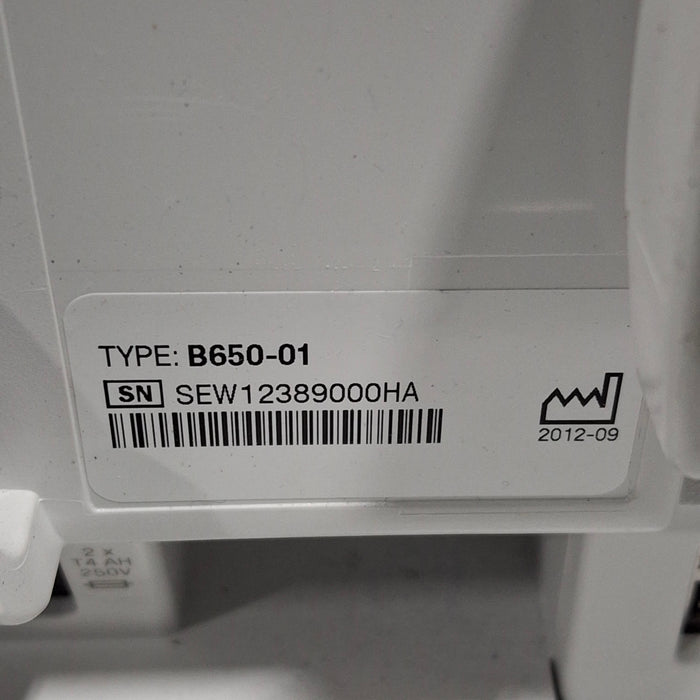 TYPE: B650-01
SN SEW12389000HA
2012-09
2 x
T4 AH
250V